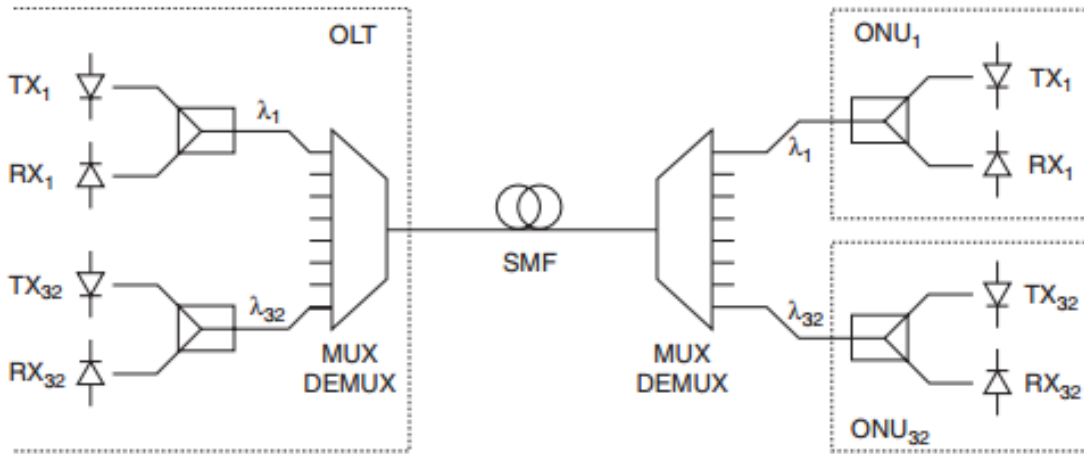 OLT
TX₁
RX₁
λ₁
TX₃₂
RX₃₂
λ₃₂
MUX
DEMUX
SMF
MUX
DEMUX
λ₁
λ₃₂
ONU₁
TX₁
RX₁
TX₃₂
RX₃₂
ONU₃₂